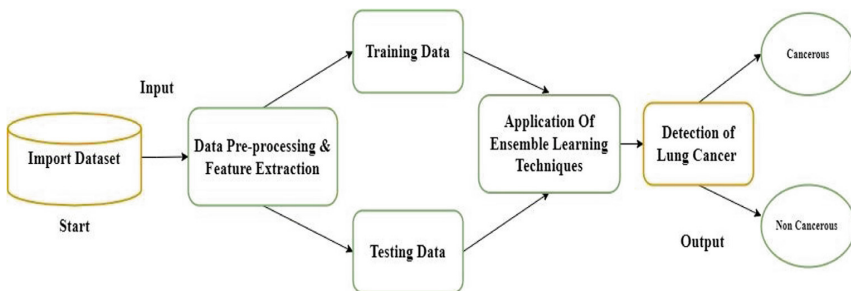 Import Dataset
Start
Input
Data Pre-processing &
Feature Extraction
Training Data
Testing Data
Application Of
Ensemble Learning
Techniques
Detection of
Lung Cancer
Cancerous
Non Cancerous
Output